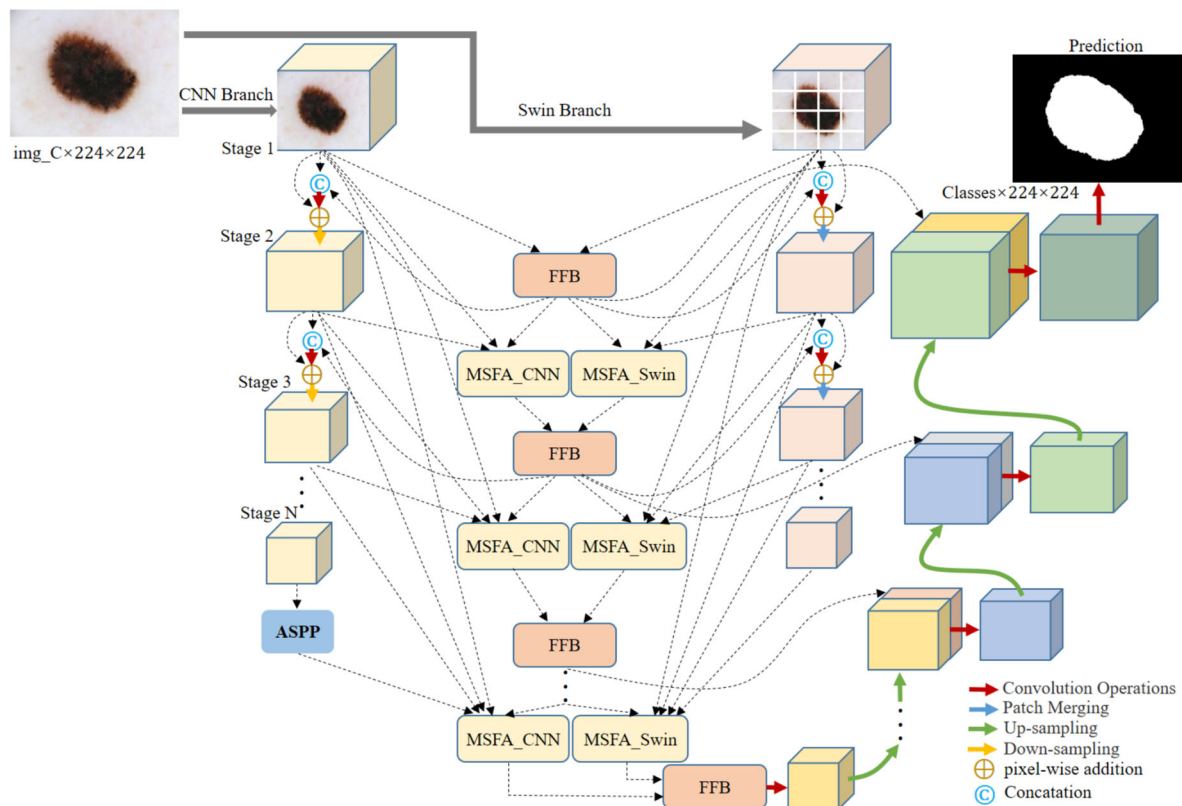 Prediction
CNN Branch
Swin Branch
img_C×224×224
Stage 1
C
C
Classes×224×224
Stage 2
FFB
C
C
MSFA_CNN
MSFA_Swin
Stage 3
FFB
Stage N
MSFA_CNN
MSFA_Swin
ASPP
FFB
Convolution Operations
Patch Merging
Up-sampling
MSFA_CNN
MSFA_Swin
Down-sampling
pixel-wise addition
FFB
C
Concatation